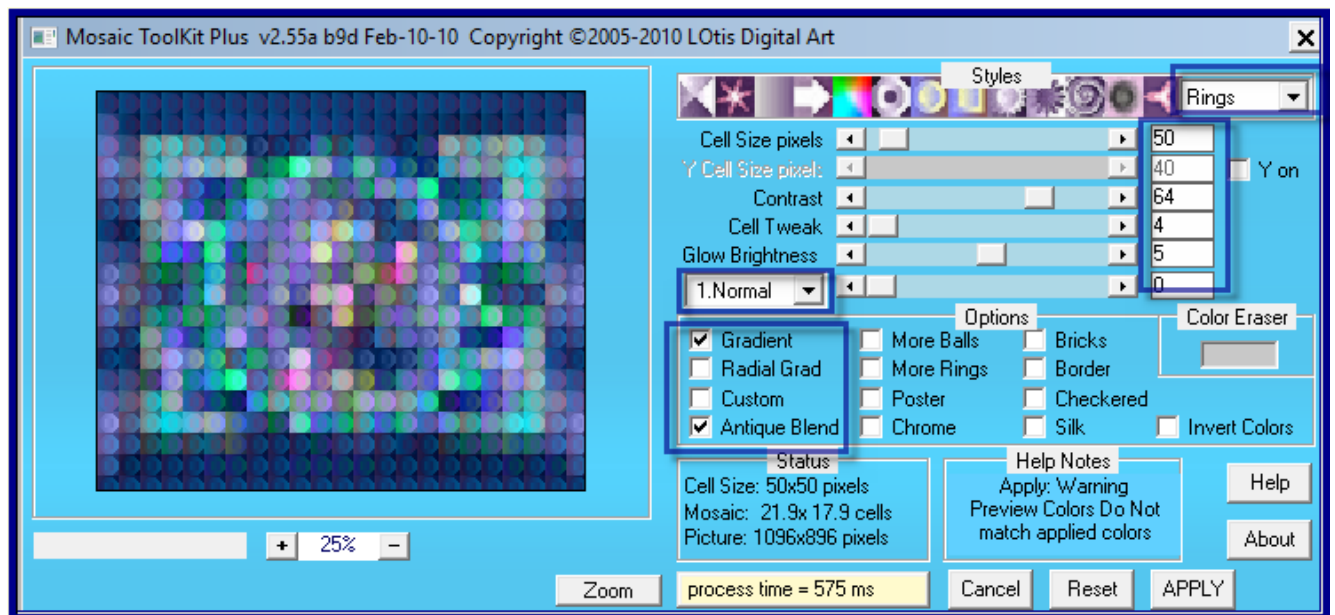 Mosaic ToolKit Plus v2.55a b9d Feb-10-10 Copyright ©2005-2010 LOtis Digital Art
Styles
Rings
Cell Size pixels 50
Y Cell Size pixels 40 Y on
Contrast 64
Cell Tweak 4
Glow Brightness 5
1.Normal 0
Options
Color Eraser
Gradient More Balls Bricks
Radial Grad More Rings Border
Custom Poster Checkered
Antique Blend Chrome Silk Invert Colors
Status
Cell Size: 50x50 pixels
Mosaic: 21.9x 17.9 cells
Picture: 1096x896 pixels
Help Notes
Apply: Warning
Preview Colors Do Not
match applied colors
Help
About
+ 25% −
Zoom process time = 575 ms Cancel Reset APPLY